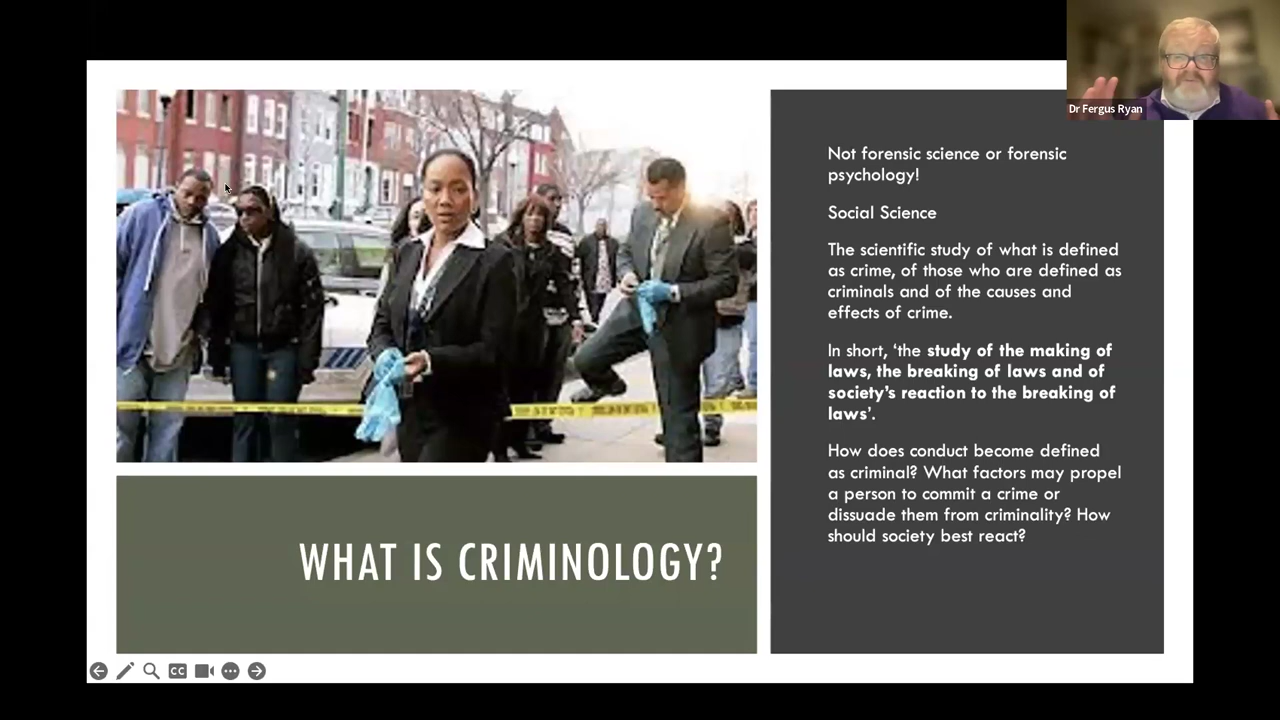 Dr Fergus Ryan
Not forensic science or forensic
psychology!
Social Science
The scientific study of what is defined
as crime, of those who are defined as
criminals and of the causes and
effects of crime.
In short, ‘the study of the making of
laws, the breaking of laws and of
society’s reaction to the breaking of
laws’.
How does conduct become defined
as criminal? What factors may propel
a person to commit a crime or
dissuade them from criminality? How
should society best react?
WHAT IS CRIMINOLOGY?
CC